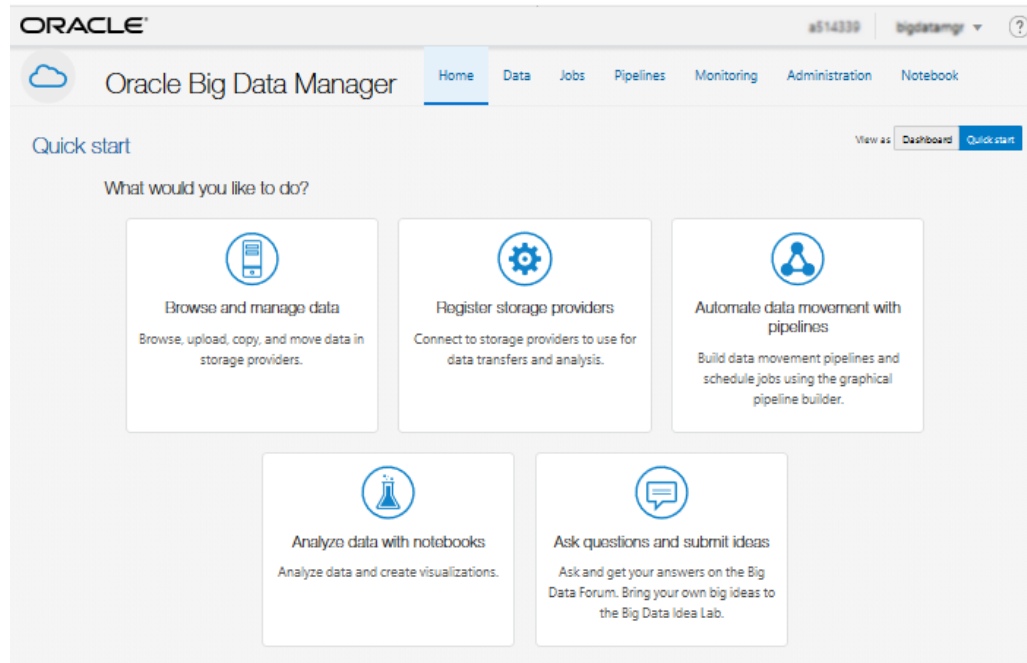 ORACLE
a514339 bigdatamgr ?
Oracle Big Data Manager Home Data Jobs Pipelines Monitoring Administration Notebook
Quick start View as Dashboard Quick start
What would you like to do?
Browse and manage data
Browse, upload, copy, and move data in
storage providers.
Register storage providers
Connect to storage providers to use for
data transfers and analysis.
Automate data movement with
pipelines
Build data movement pipelines and
schedule jobs using the graphical
pipeline builder.
Analyze data with notebooks
Analyze data and create visualizations.
Ask questions and submit ideas
Ask and get your answers on the Big
Data Forum. Bring your own big ideas to
the Big Data Idea Lab.